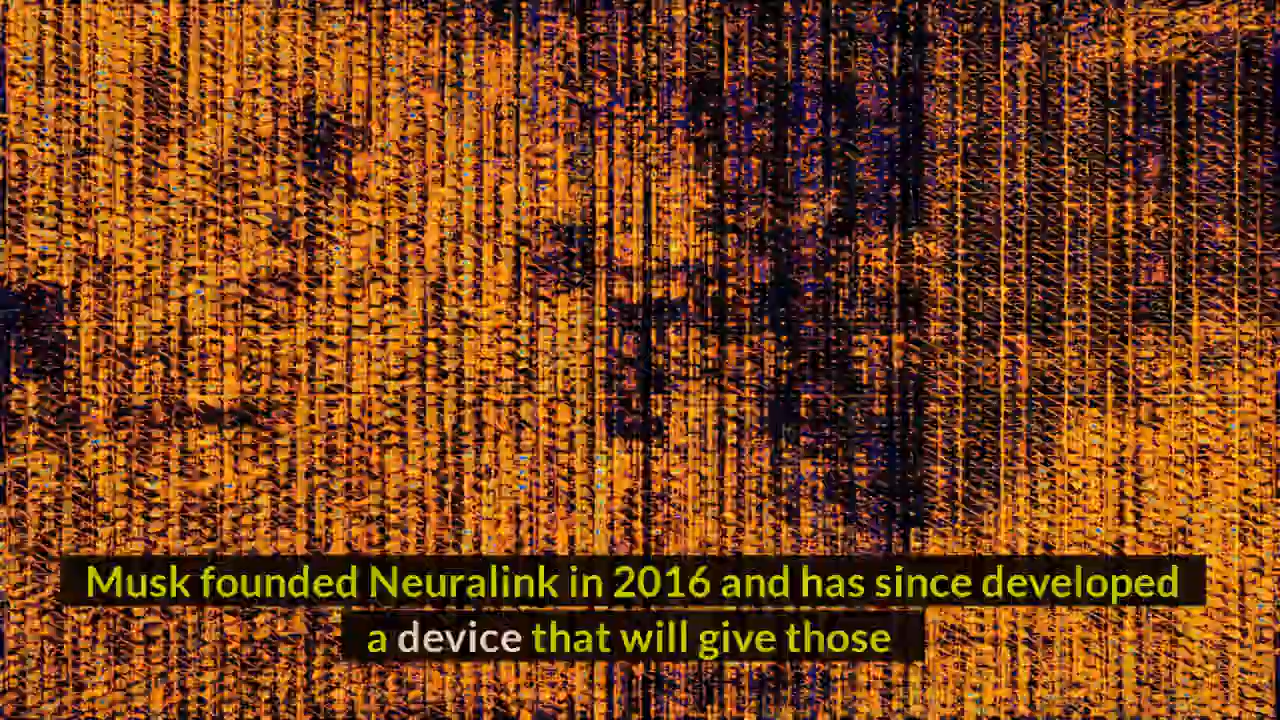 Musk founded Neuralink in 2016 and has since developed
a device that will give those